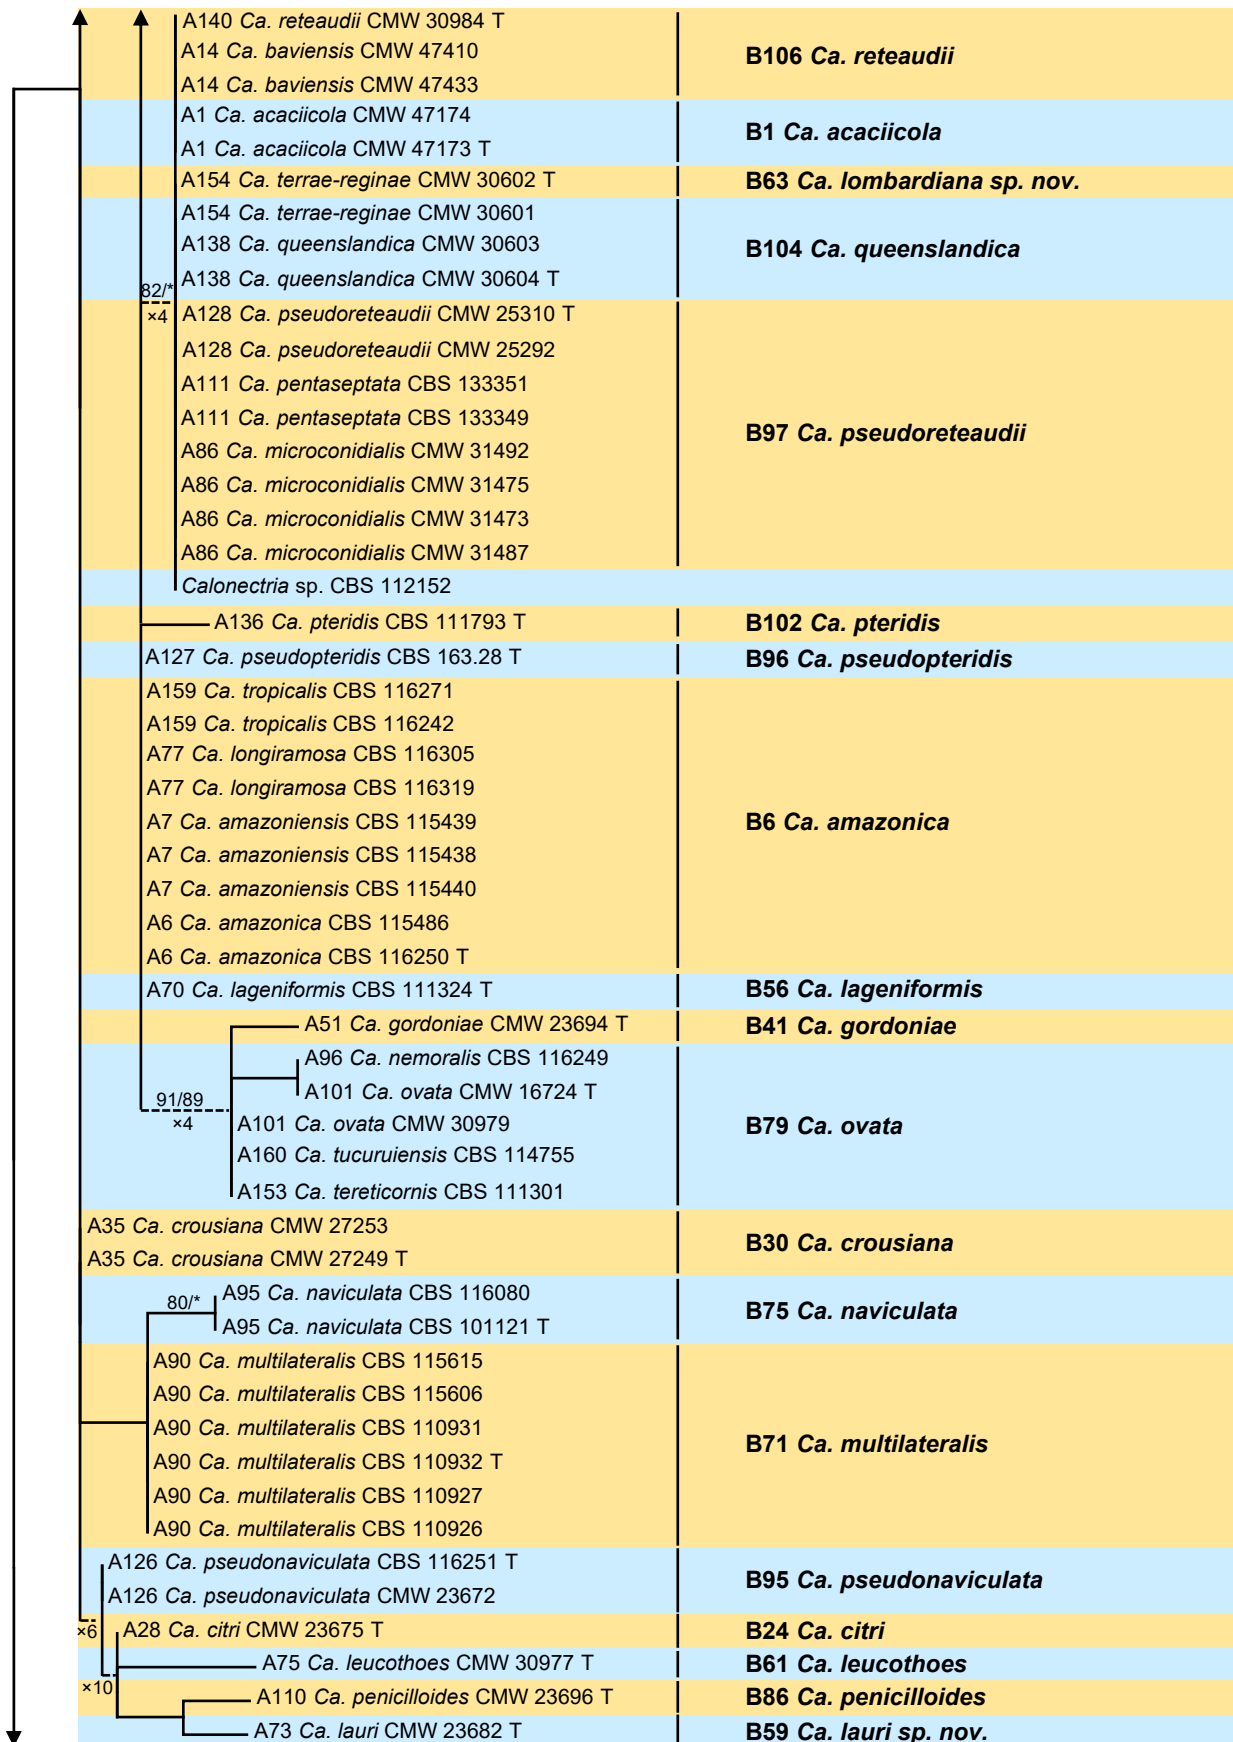 A140 Ca. reteaudii CMW 30984 T
A14 Ca. baviensis CMW 47410
B106 Ca. reteaudii
A14 Ca. baviensis CMW 47433
A1 Ca. acaciicola CMW 47174
B1 Ca. acaciicola
A1 Ca. acaciicola CMW 47173 T
A154 Ca. terrae-reginae CMW 30602 T
B63 Ca. lombardiana sp. nov.
A154 Ca. terrae-reginae CMW 30601
A138 Ca. queenslandica CMW 30603
B104 Ca. queenslandica
A138 Ca. queenslandica CMW 30604 T
82/*
×4
A128 Ca. pseudoreteaudii CMW 25310 T
A128 Ca. pseudoreteaudii CMW 25292
A111 Ca. pentaseptata CBS 133351
A111 Ca. pentaseptata CBS 133349
B97 Ca. pseudoreteaudii
A86 Ca. microconidialis CMW 31492
A86 Ca. microconidialis CMW 31475
A86 Ca. microconidialis CMW 31473
A86 Ca. microconidialis CMW 31487
Calonectria sp. CBS 112152
A136 Ca. pteridis CBS 111793 T
B102 Ca. pteridis
A127 Ca. pseudopteridis CBS 163.28 T
B96 Ca. pseudopteridis
A159 Ca. tropicalis CBS 116271
A159 Ca. tropicalis CBS 116242
A77 Ca. longiramosa CBS 116305
A77 Ca. longiramosa CBS 116319
A7 Ca. amazoniensis CBS 115439
B6 Ca. amazonica
A7 Ca. amazoniensis CBS 115438
A7 Ca. amazoniensis CBS 115440
A6 Ca. amazonica CBS 115486
A6 Ca. amazonica CBS 116250 T
A70 Ca. lageniformis CBS 111324 T
B56 Ca. lageniformis
A51 Ca. gordoniae CMW 23694 T
B41 Ca. gordoniae
A96 Ca. nemoralis CBS 116249
A101 Ca. ovata CMW 16724 T
91/89
×4
A101 Ca. ovata CMW 30979
B79 Ca. ovata
A160 Ca. tucuruiensis CBS 114755
A153 Ca. tereticornis CBS 111301
A35 Ca. crousiana CMW 27253
B30 Ca. crousiana
A35 Ca. crousiana CMW 27249 T
80/*
A95 Ca. naviculata CBS 116080
B75 Ca. naviculata
A95 Ca. naviculata CBS 101121 T
A90 Ca. multilateralis CBS 115615
A90 Ca. multilateralis CBS 115606
A90 Ca. multilateralis CBS 110931
B71 Ca. multilateralis
A90 Ca. multilateralis CBS 110932 T
A90 Ca. multilateralis CBS 110927
A90 Ca. multilateralis CBS 110926
A126 Ca. pseudonaviculata CBS 116251 T
B95 Ca. pseudonaviculata
A126 Ca. pseudonaviculata CMW 23672
×6
A28 Ca. citri CMW 23675 T
B24 Ca. citri
A75 Ca. leucothoes CMW 30977 T
B61 Ca. leucothoes
×10
A110 Ca. penicilloides CMW 23696 T
B86 Ca. penicilloides
A73 Ca. lauri CMW 23682 T
B59 Ca. lauri sp. nov.